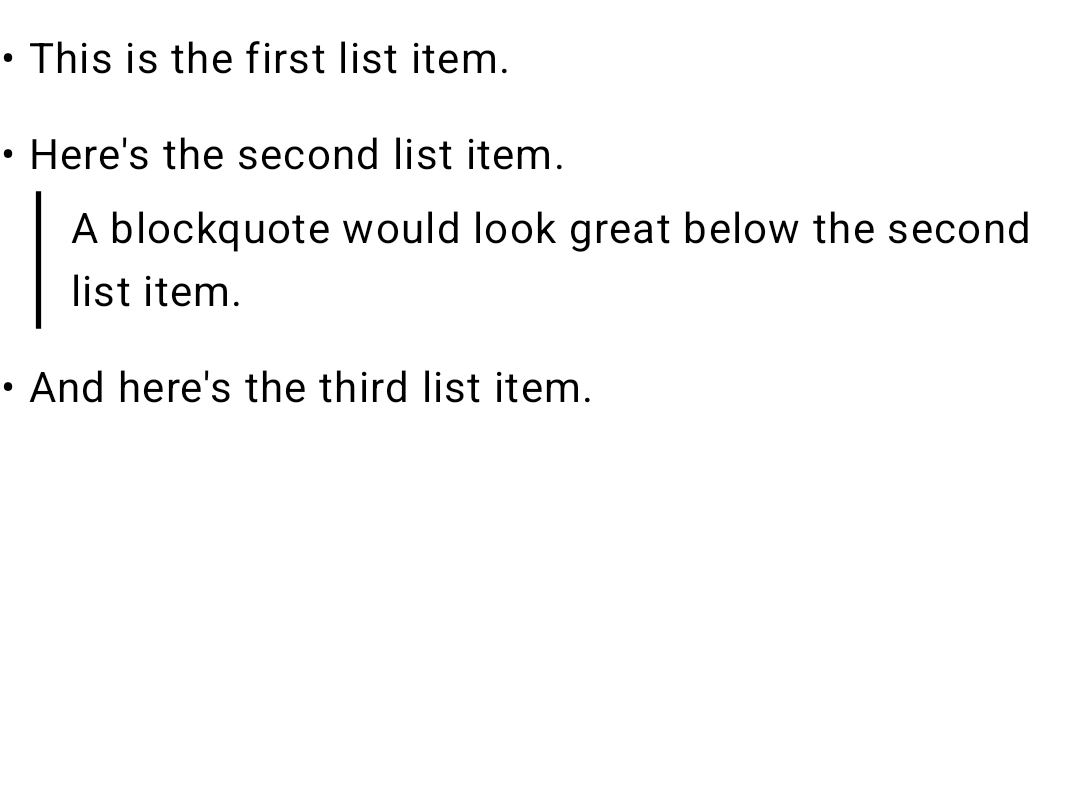 • This is the first list item.
• Here's the second list item.
A blockquote would look great below the second
list item.
• And here's the third list item.